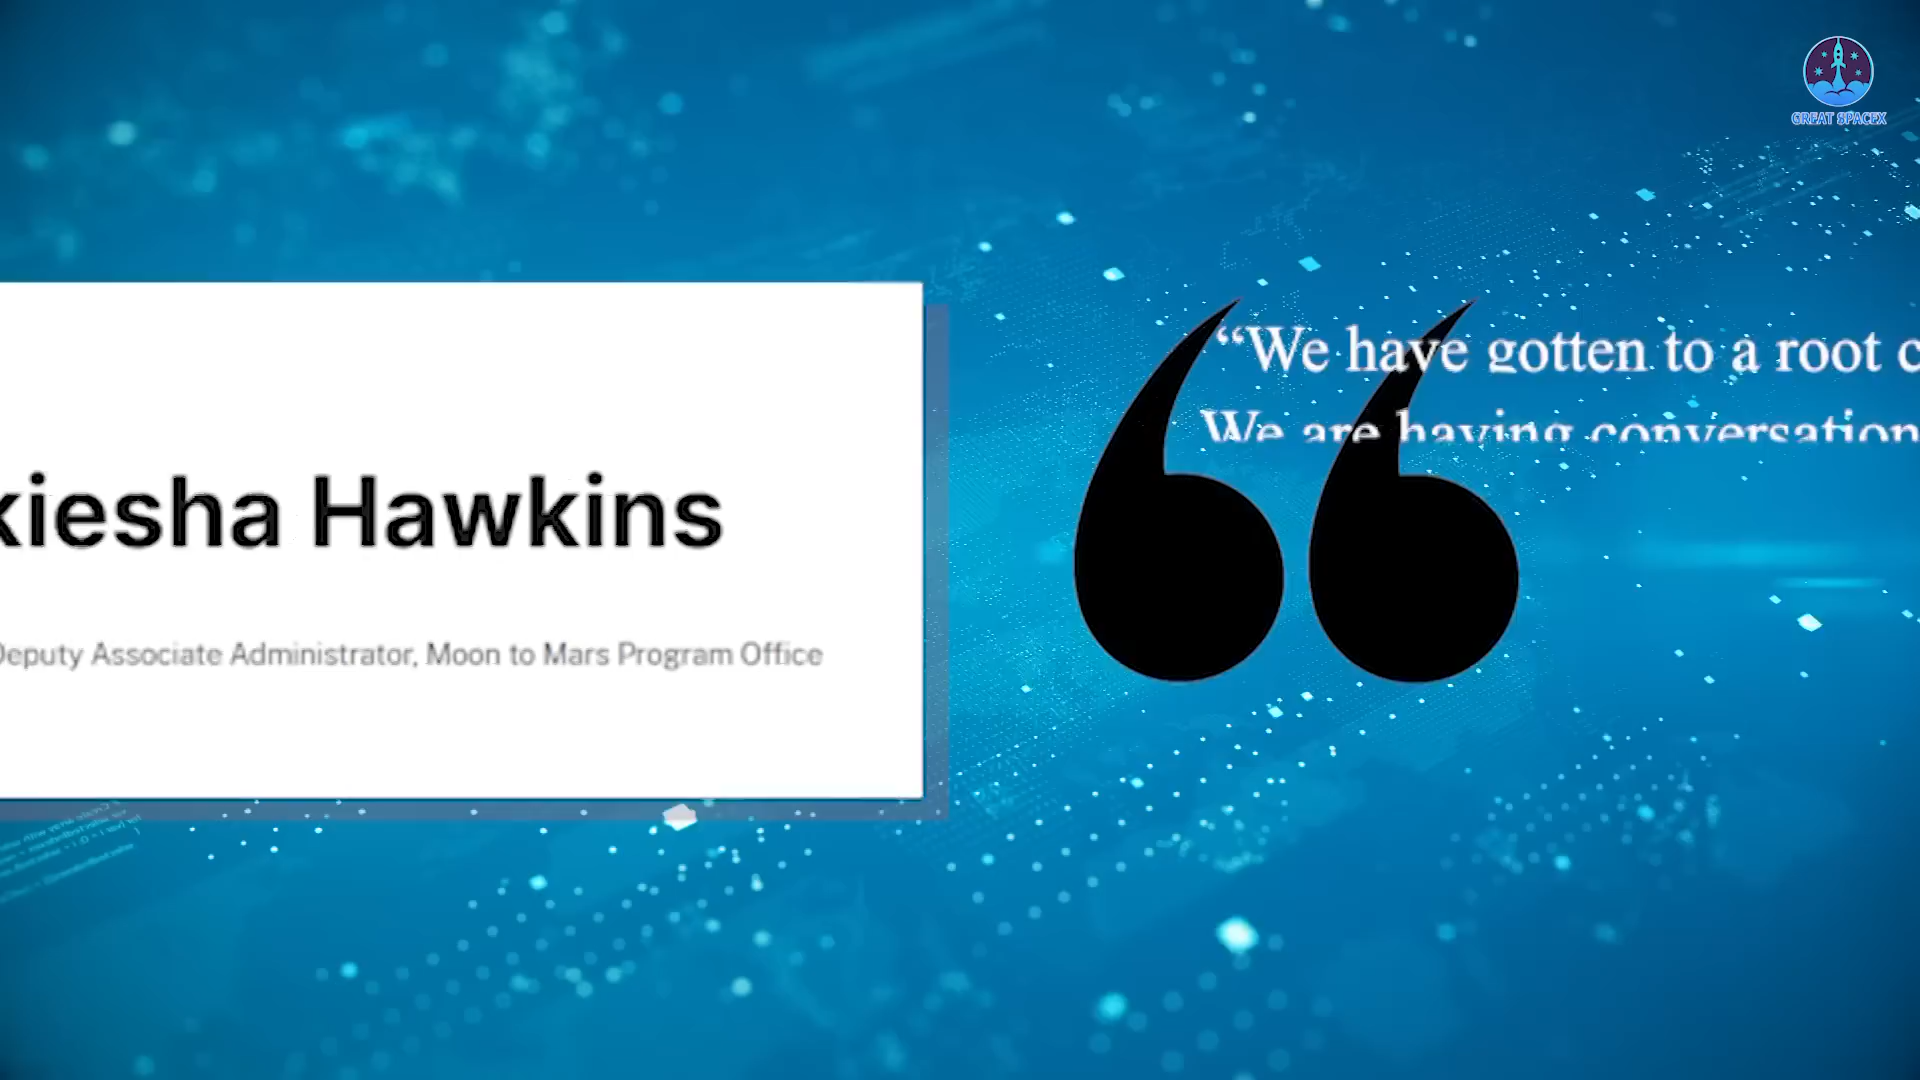 GREAT SPACEX
kiesha Hawkins
Deputy Associate Administrator, Moon to Mars Program Office
“We have gotten to a root c
We are having conversation